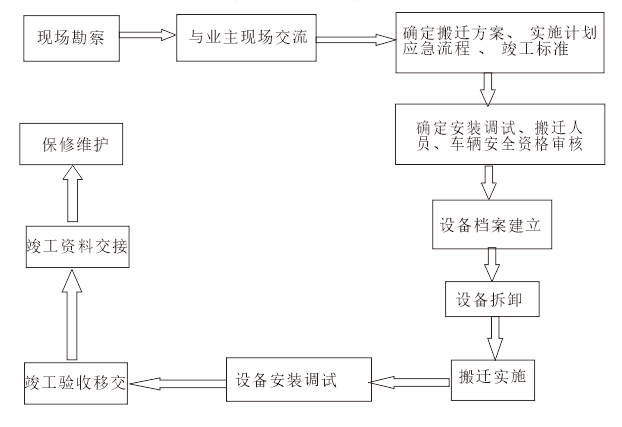 现场勘察
与业主现场交流
确定搬迁方案、 实施计划
应急流程 、 竣工标准
确定安装调试、搬迁人
员、车辆安全资格审核
设备档案建立
设备拆卸
搬迁实施
设备安装调试
竣工验收移交
竣工资料交接
保修维护